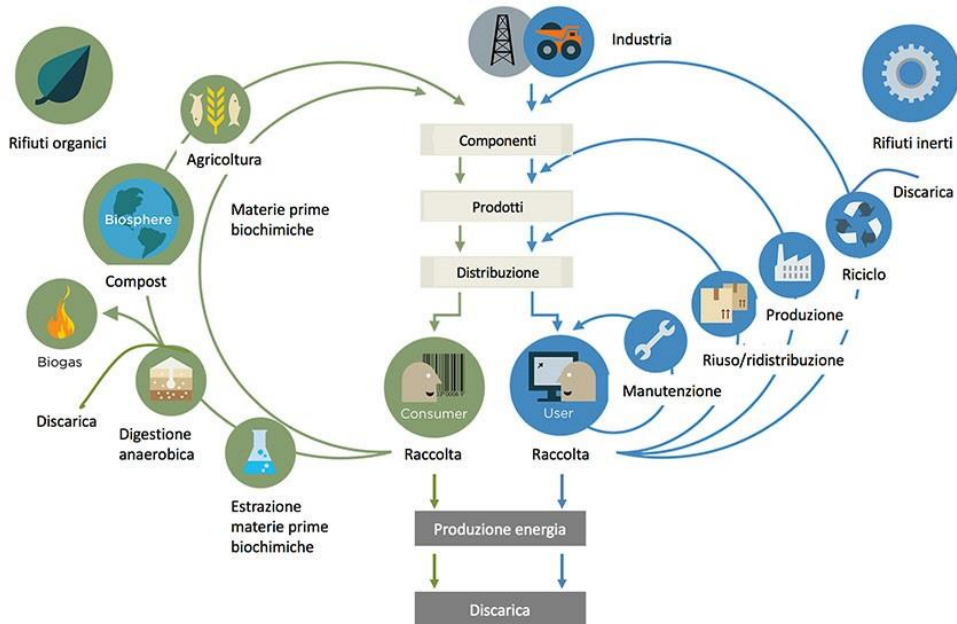 Industria
Rifiuti organici
Rifiuti inerti
Agricoltura
Componenti
Discarica
Materie prime
biochimiche
Prodotti
Biosphere
Compost
Distribuzione
Riciclo
Produzione
Biogas
Riuso/ridistribuzione
Manutenzione
Consumer
User
Discarica
Digestione
anaerobica
Raccolta
Raccolta
Estrazione
materie prime
biochimiche
Produzione energia
Discarica